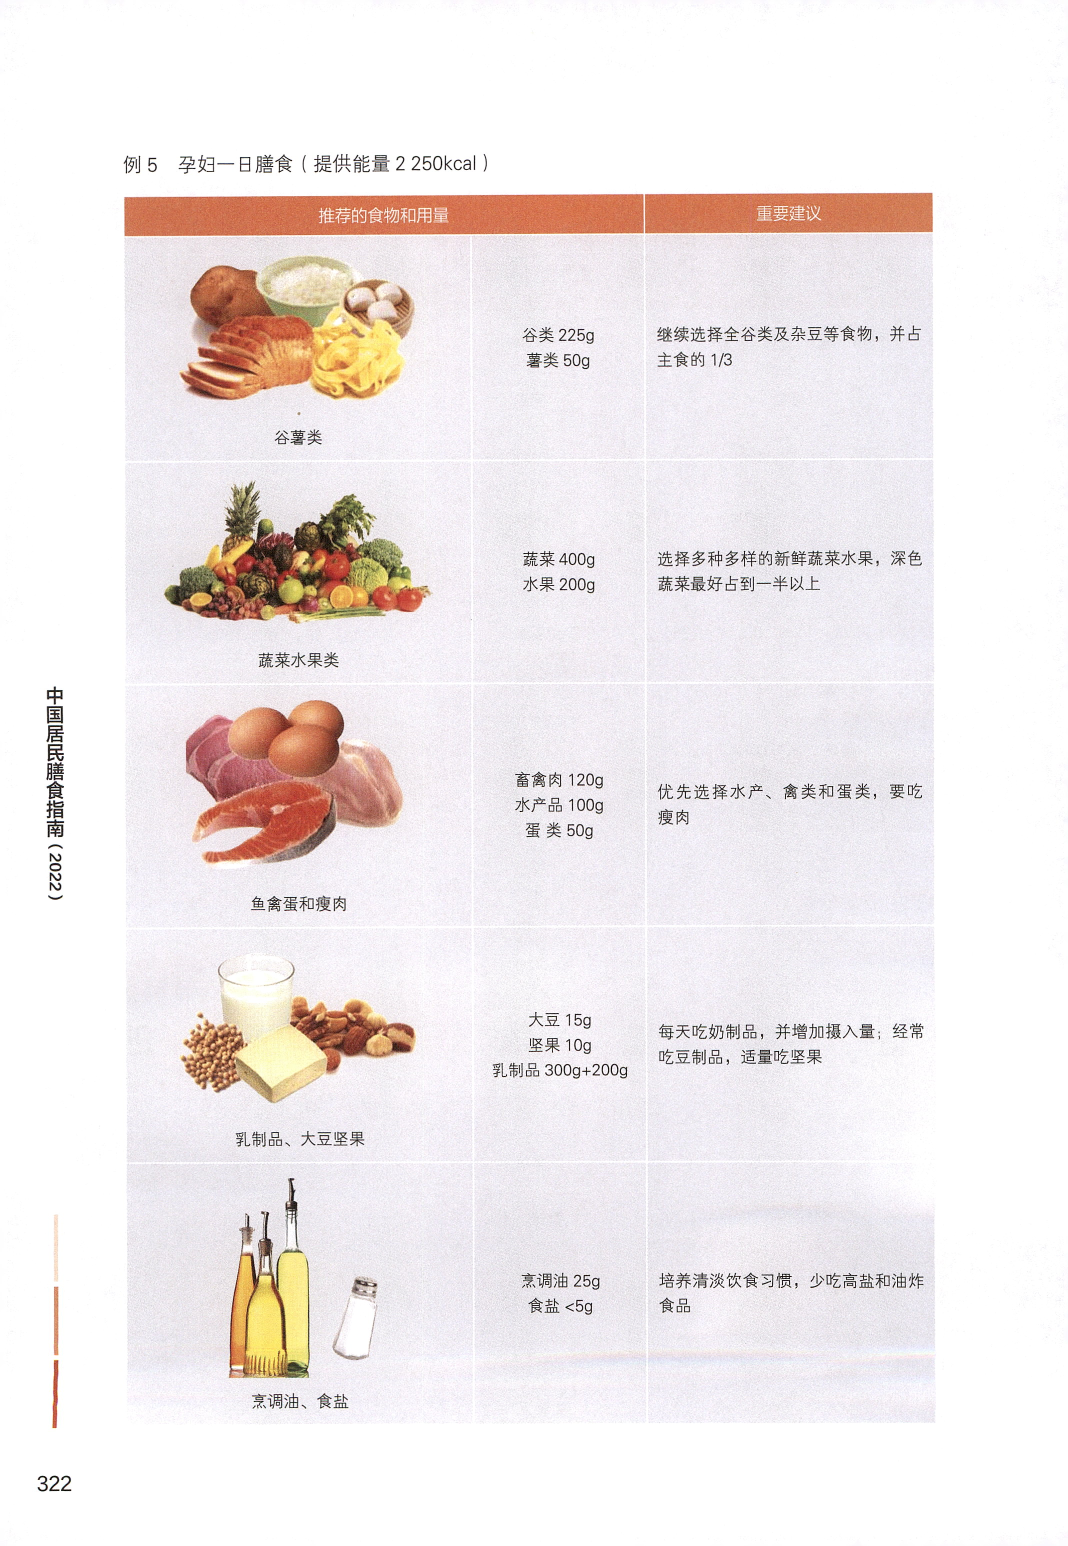 例 5 孕妇一日膳食（提供能量 2 250kcal）
推荐的食物和用量
重要建议
谷薯类
谷类 225g
薯类 50g
继续选择全谷类及杂豆等食物，并占
主食的 1/3
蔬菜水果类
蔬菜 400g
水果 200g
选择多种多样的新鲜蔬菜水果，深色
蔬菜最好占到一半以上
鱼禽蛋和瘦肉
畜禽肉 120g
水产品 100g
蛋 类 50g
优先选择水产、禽类和蛋类，要吃
瘦肉
乳制品、大豆坚果
大豆 15g
坚果 10g
乳制品 300g+200g
每天吃奶制品，并增加摄入量；经常
吃豆制品，适量吃坚果
烹调油、食盐
烹调油 25g
食盐 <5g
培养清淡饮食习惯，少吃高盐和油炸
食品
中国居民膳食指南（2022）
322